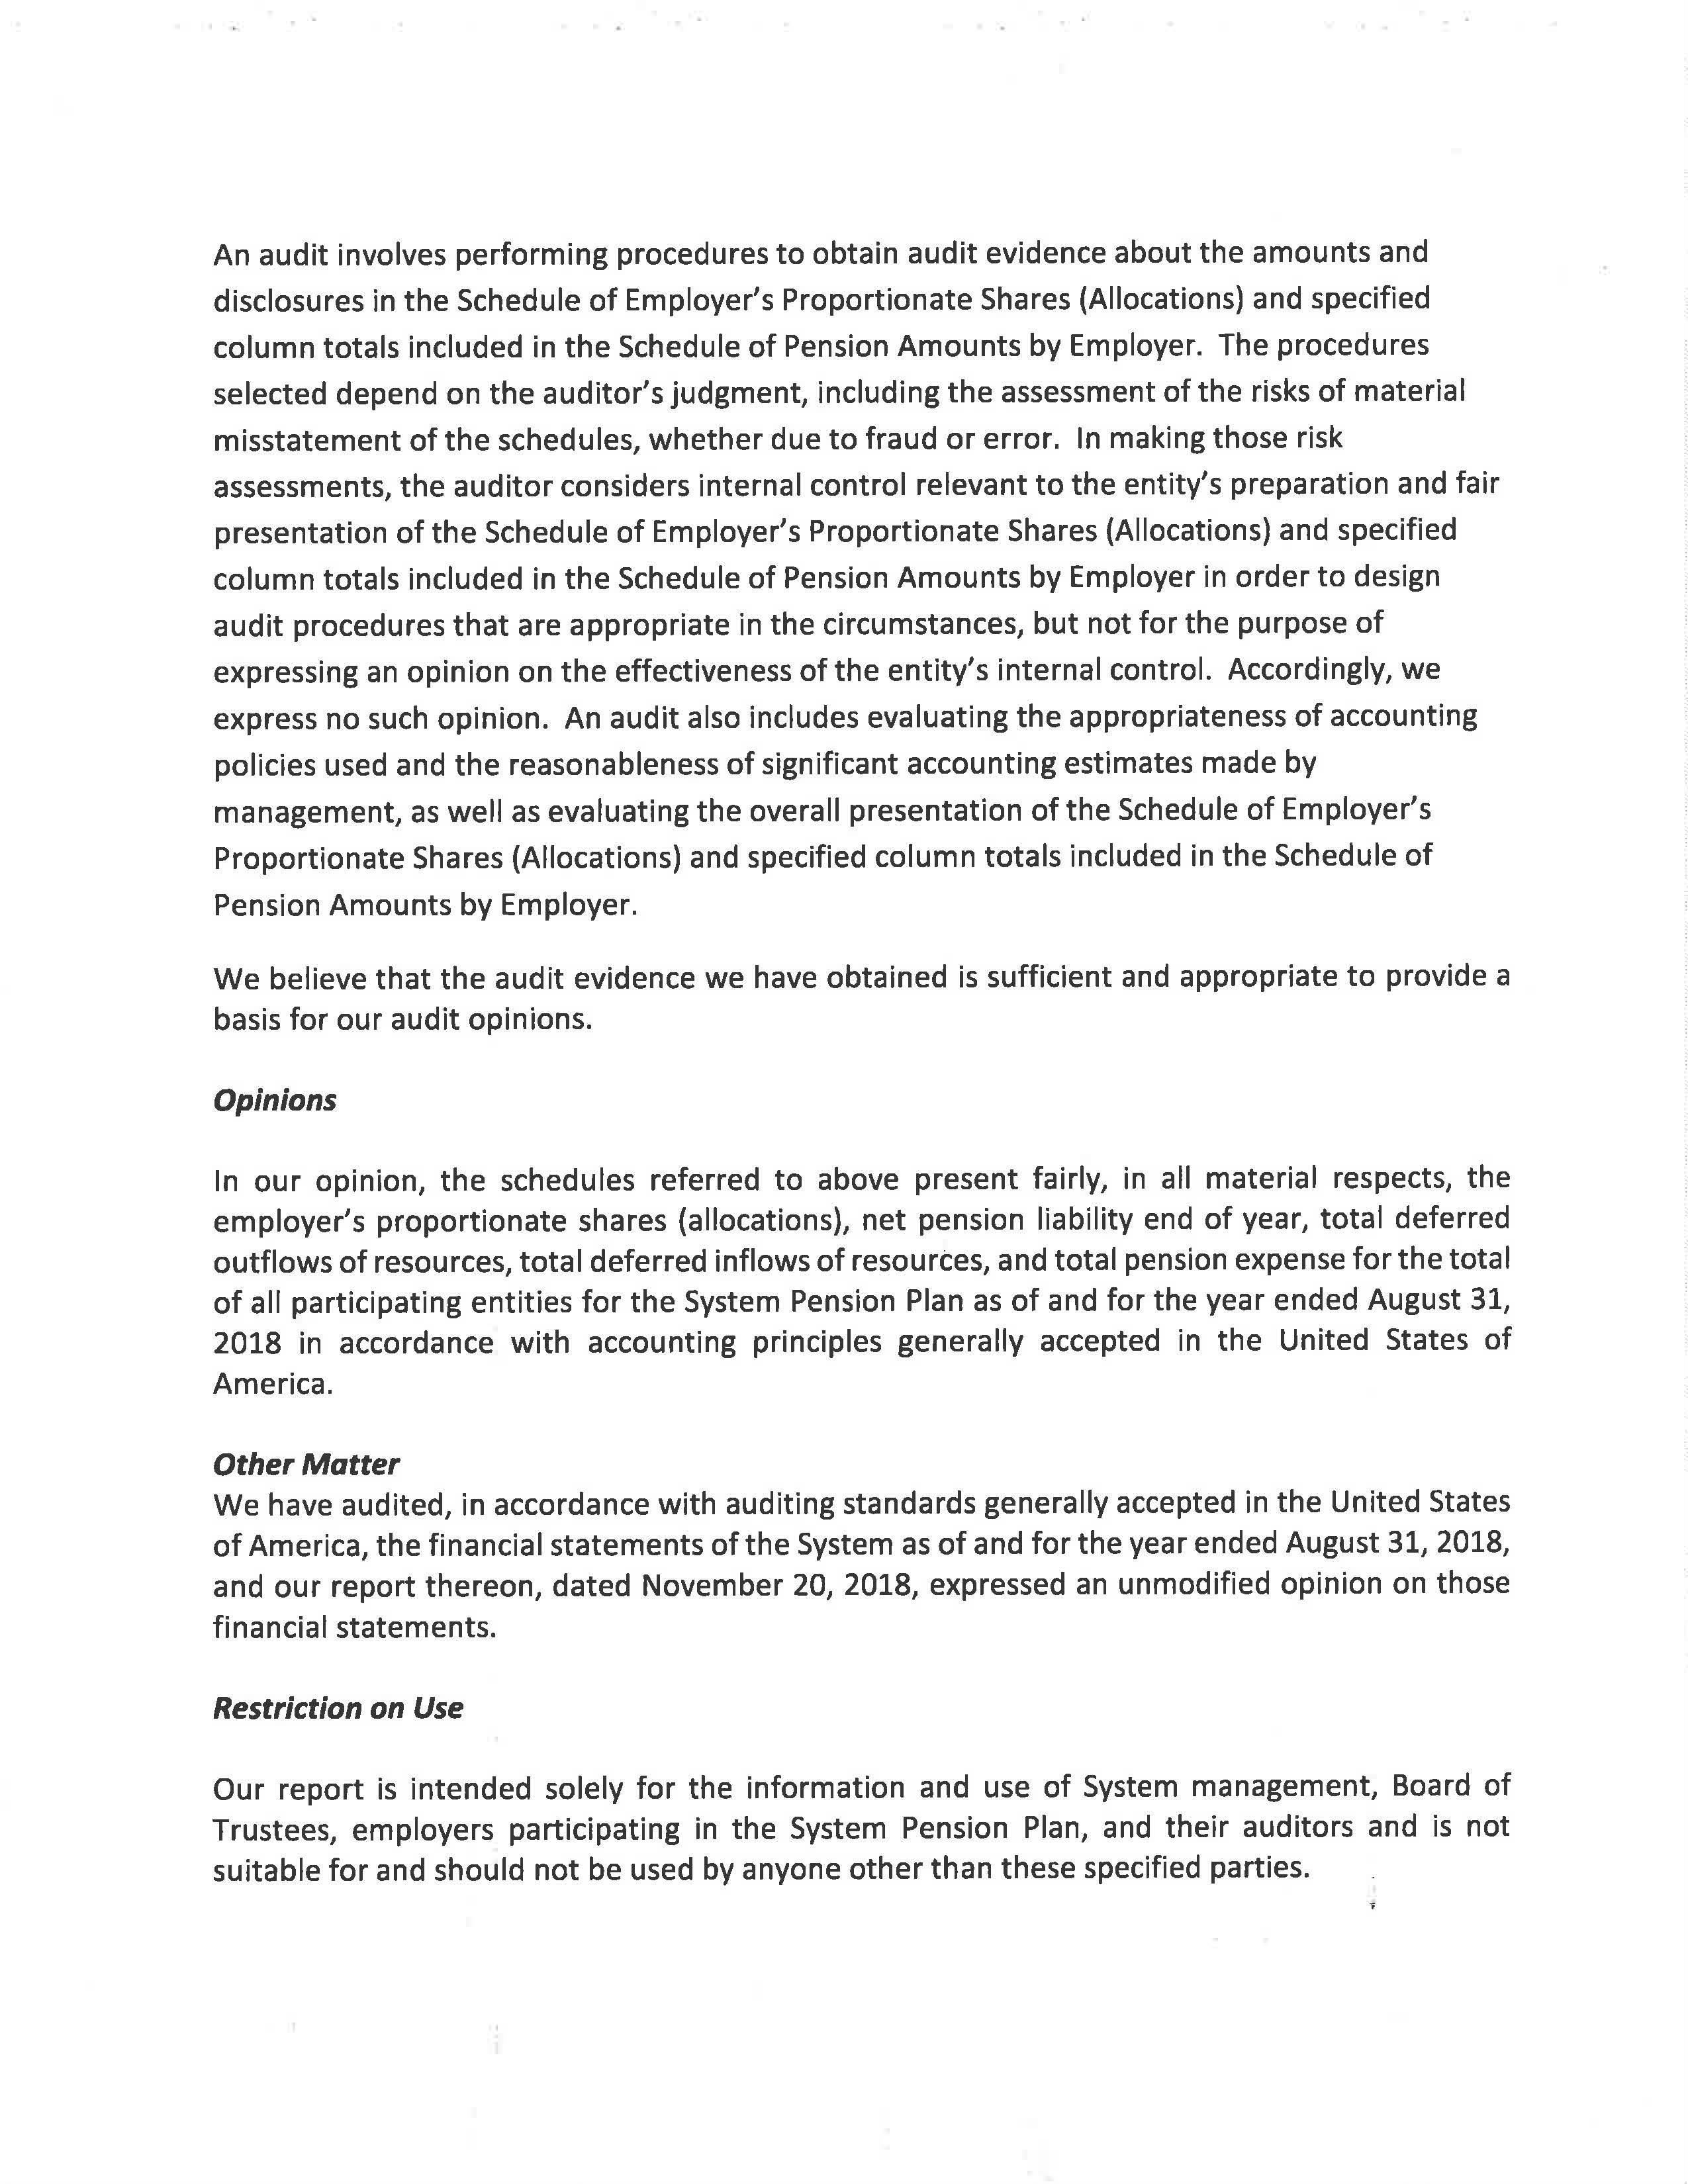 An audit involves performing procedures to obtain audit evidence about the amounts and
disclosures in the Schedule of Employer's Proportionate Shares (Allocations) and specified
column totals included in the Schedule of Pension Amounts by Employer.  The procedures
selected depend on the auditor's judgment, including the assessment of the risks of material
misstatement of the schedules, whether due to fraud or error.  In making those risk
assessments, the auditor considers internal control relevant to the entity's preparation and fair
presentation of the Schedule of Employer's Proportionate Shares (Allocations) and specified
column totals included in the Schedule of Pension Amounts by Employer in order to design
audit procedures that are appropriate in the circumstances, but not for the purpose of
expressing an opinion on the effectiveness of the entity's internal control.  Accordingly, we
express no such opinion.  An audit also includes evaluating the appropriateness of accounting
policies used and the reasonableness of significant accounting estimates made by
management, as well as evaluating the overall presentation of the Schedule of Employer's
Proportionate Shares (Allocations) and specified column totals included in the Schedule of
Pension Amounts by Employer.
We believe that the audit evidence we have obtained is sufficient and appropriate to provide a
basis for our audit opinions.
Opinions
In our opinion, the schedules referred to above present fairly, in all material respects, the
employer's proportionate shares (allocations), net pension liability end of year, total deferred
outflows of resources, total deferred inflows of resources, and total pension expense for the total
of all participating entities for the System Pension Plan as of and for the year ended August 31,
2018 in accordance with accounting principles generally accepted in the United States of
America.
Other Matter
We have audited, in accordance with auditing standards generally accepted in the United States
of America, the financial statements of the System as of and for the year ended August 31, 2018,
and our report thereon, dated November 20, 2018, expressed an unmodified opinion on those
financial statements.
Restriction on Use
Our report is intended solely for the information and use of System management, Board of
Trustees, employers participating in the System Pension Plan, and their auditors and is not
suitable for and should not be used by anyone other than these specified parties.